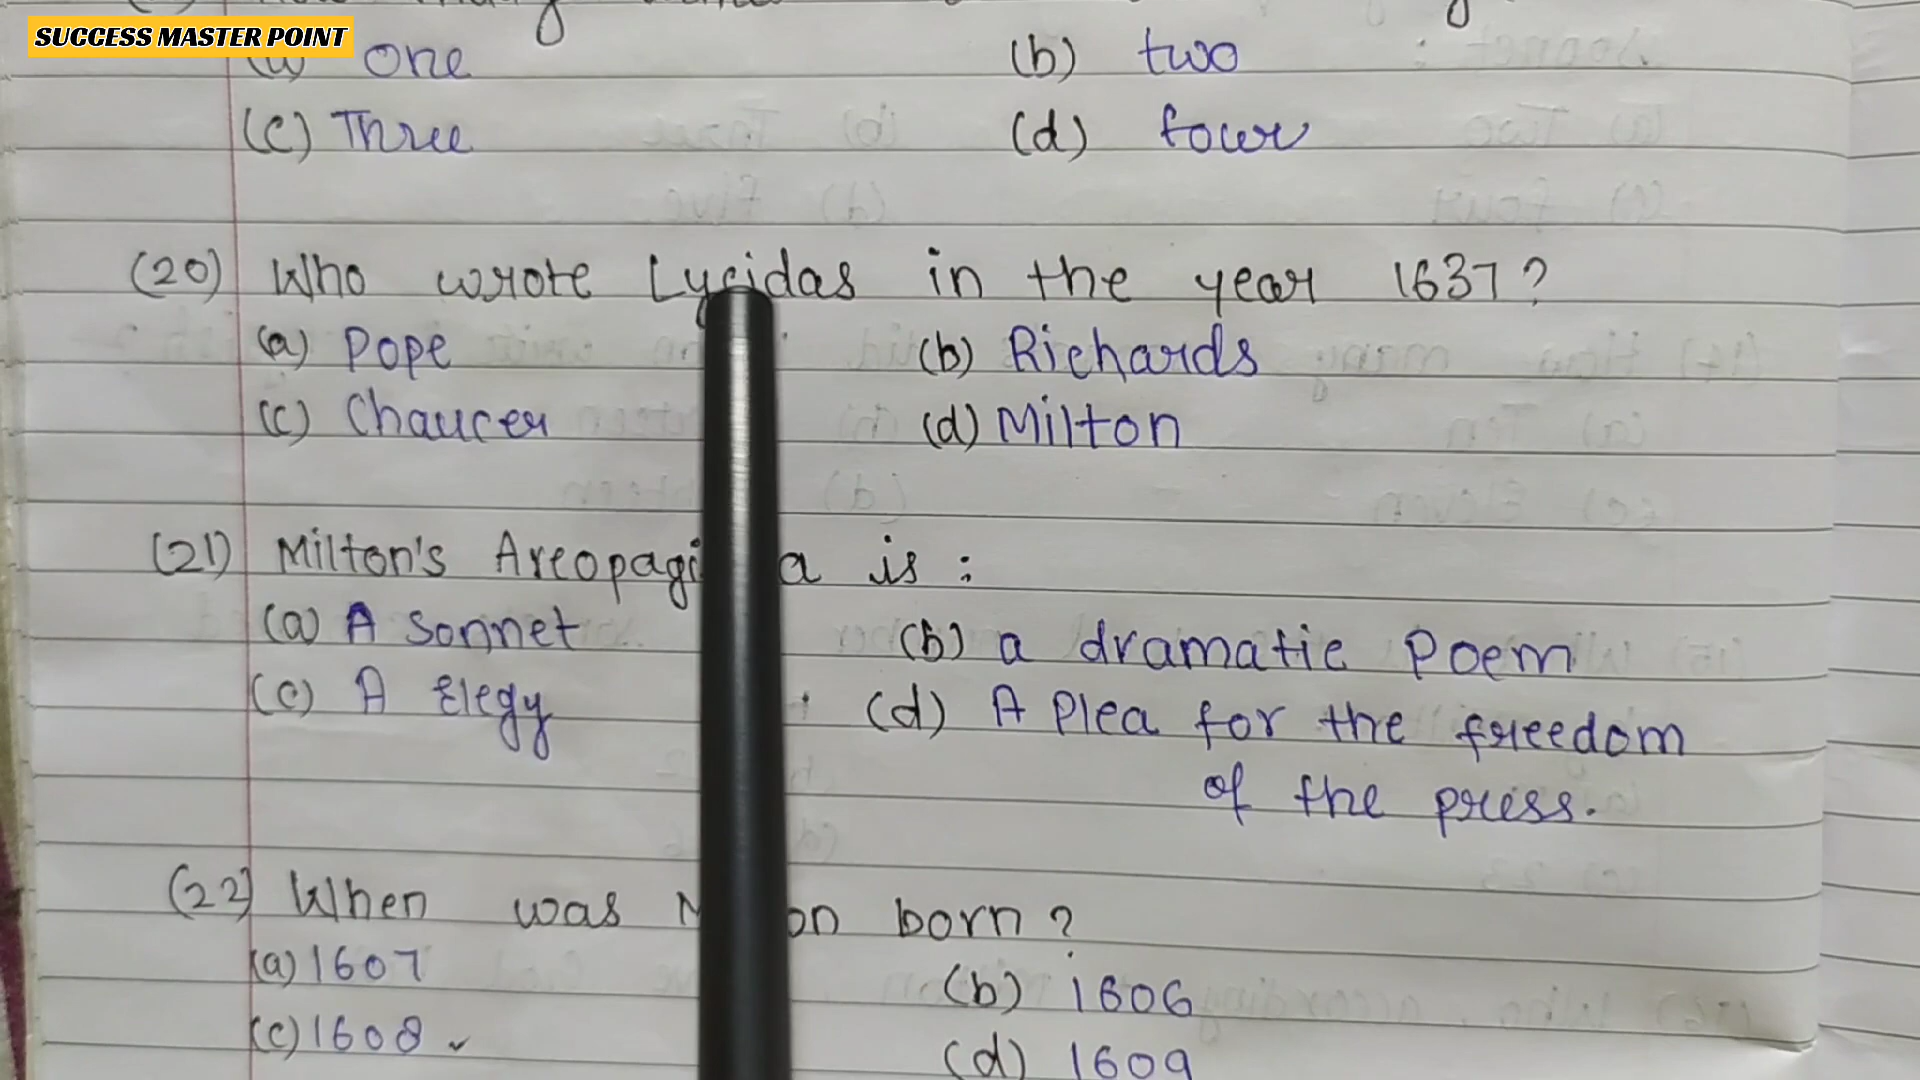 SUCCESS MASTER POINT
(a) one (b) two
(c) Three (d) four
(20) Who wrote Lycidas in the year 1637?
(a) Pope (b) Richards
(c) Chaucer (d) Milton
(21) Milton's Areopagi a is :
(a) A sonnet (b) a dramatic Poem
(c) A Elegy (d) A Plea for the freedom
of the press.
(22) When was M on born?
(a) 1607 (b) 1606
(c) 1608 ✓ (d) 1609